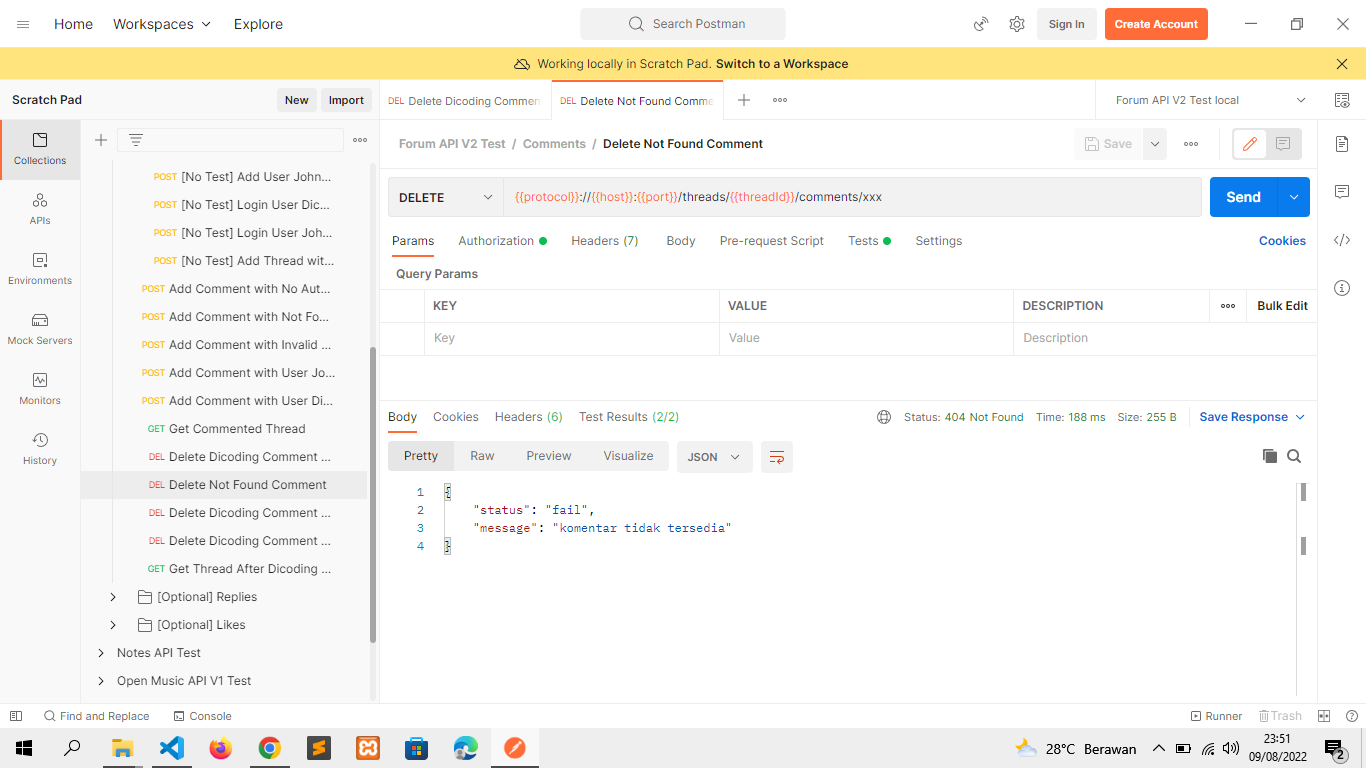 Home Workspaces Explore Search Postman Sign In Create Account
Working locally in Scratch Pad. Switch to a Workspace
Scratch Pad New Import DEL Delete Dicoding Commen DEL Delete Not Found Comme Forum API V2 Test local
Collections
APIs
Environments
Mock Servers
Monitors
History
POST [No Test] Add User John...
POST [No Test] Login User Dic...
POST [No Test] Login User Joh...
POST [No Test] Add Thread wit...
POST Add Comment with No Aut...
POST Add Comment with Not Fo...
POST Add Comment with Invalid ...
POST Add Comment with User Jo...
POST Add Comment with User Di...
GET Get Commented Thread
DEL Delete Dicoding Comment ...
DEL Delete Not Found Comment
DEL Delete Dicoding Comment ...
DEL Delete Dicoding Comment ...
GET Get Thread After Dicoding ...
[Optional] Replies
[Optional] Likes
Notes API Test
Open Music API V1 Test
Forum API V2 Test / Comments / Delete Not Found Comment Save
DELETE {{protocol}}://{{host}}:{{port}}/threads/{{threadId}}/comments/xxx Send
Params Authorization Headers (7) Body Pre-request Script Tests Settings Cookies
Query Params
KEY VALUE DESCRIPTION Bulk Edit
Key Value Description
Body Cookies Headers (6) Test Results (2/2) Status: 404 Not Found Time: 188 ms Size: 255 B Save Response
Pretty Raw Preview Visualize JSON
1 {
2 "status": "fail",
3 "message": "komentar tidak tersedia"
4 }
Find and Replace Console Runner Trash
28°C Berawan 23:51
09/08/2022 2